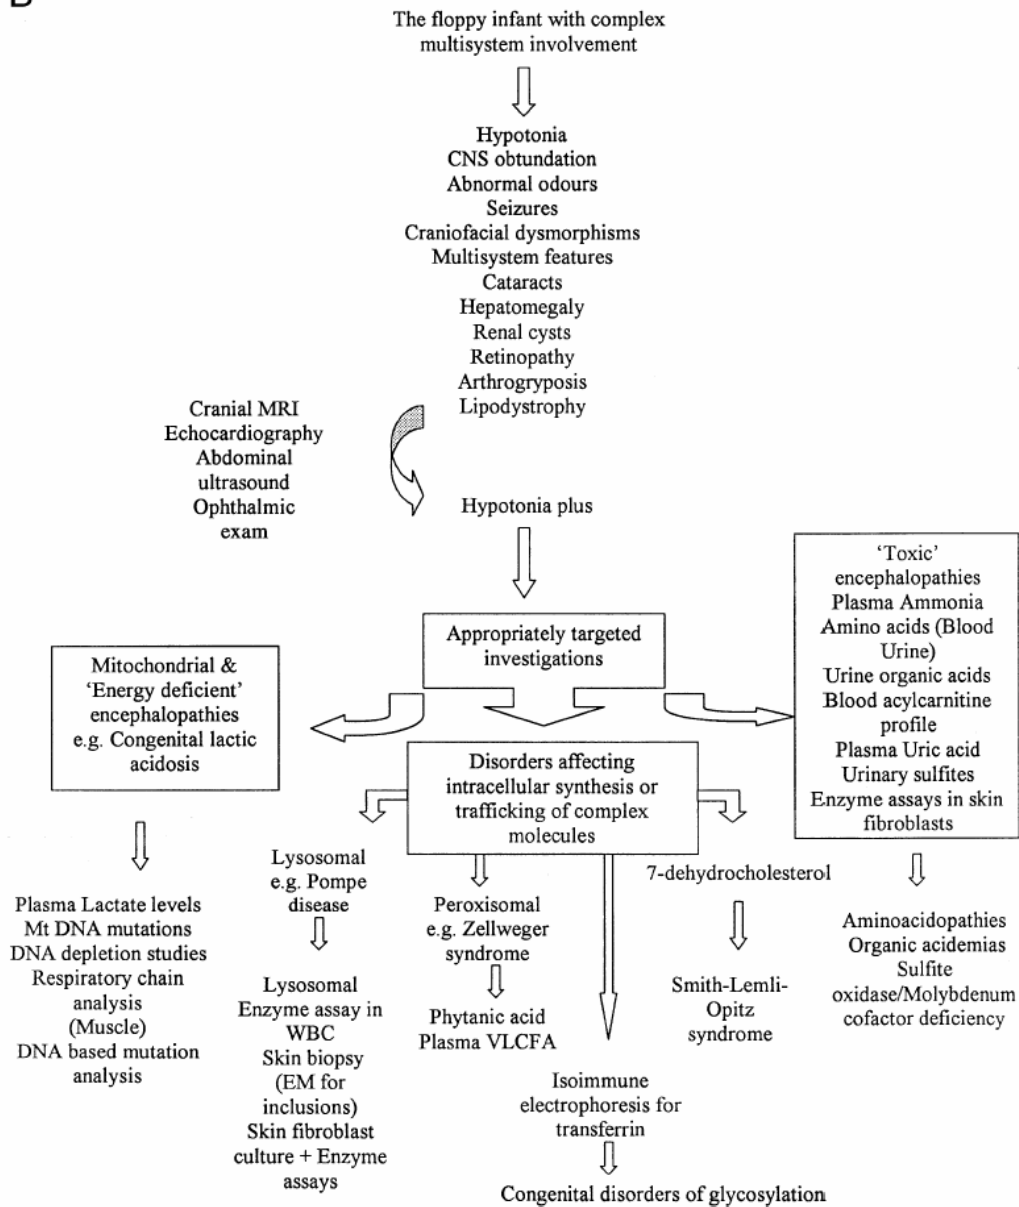 B
The floppy infant with complex
multisystem involvement
Hypotonia
CNS obtundation
Abnormal odours
Seizures
Craniofacial dysmorphisms
Multisystem features
Cataracts
Hepatomegaly
Renal cysts
Retinopathy
Arthrogryposis
Lipodystrophy
Cranial MRI
Echocardiography
Abdominal
ultrasound
Ophthalmic
exam
Hypotonia plus
Appropriately targeted
investigations
Mitochondrial &
'Energy deficient'
encephalopathies
e.g. Congenital lactic
acidosis
Plasma Lactate levels
Mt DNA mutations
DNA depletion studies
Respiratory chain
analysis
(Muscle)
DNA based mutation
analysis
Disorders affecting
intracellular synthesis or
trafficking of complex
molecules
Lysosomal
e.g. Pompe
disease
Lysosomal
Enzyme assay in
WBC
Skin biopsy
(EM for
inclusions)
Skin fibroblast
culture + Enzyme
assays
Peroxisomal
e.g. Zellweger
syndrome
Phytanic acid
Plasma VLCFA
Isoimmune
electrophoresis for
transferrin
Congenital disorders of glycosylation
7-dehydrocholesterol
Smith-Lemli-
Opitz
syndrome
'Toxic'
encephalopathies
Plasma Ammonia
Amino acids (Blood
Urine)
Urine organic acids
Blood acylcarnitine
profile
Plasma Uric acid
Urinary sulfites
Enzyme assays in skin
fibroblasts
Aminoacidopathies
Organic acidemias
Sulfite
oxidase/Molybdenum
cofactor deficiency